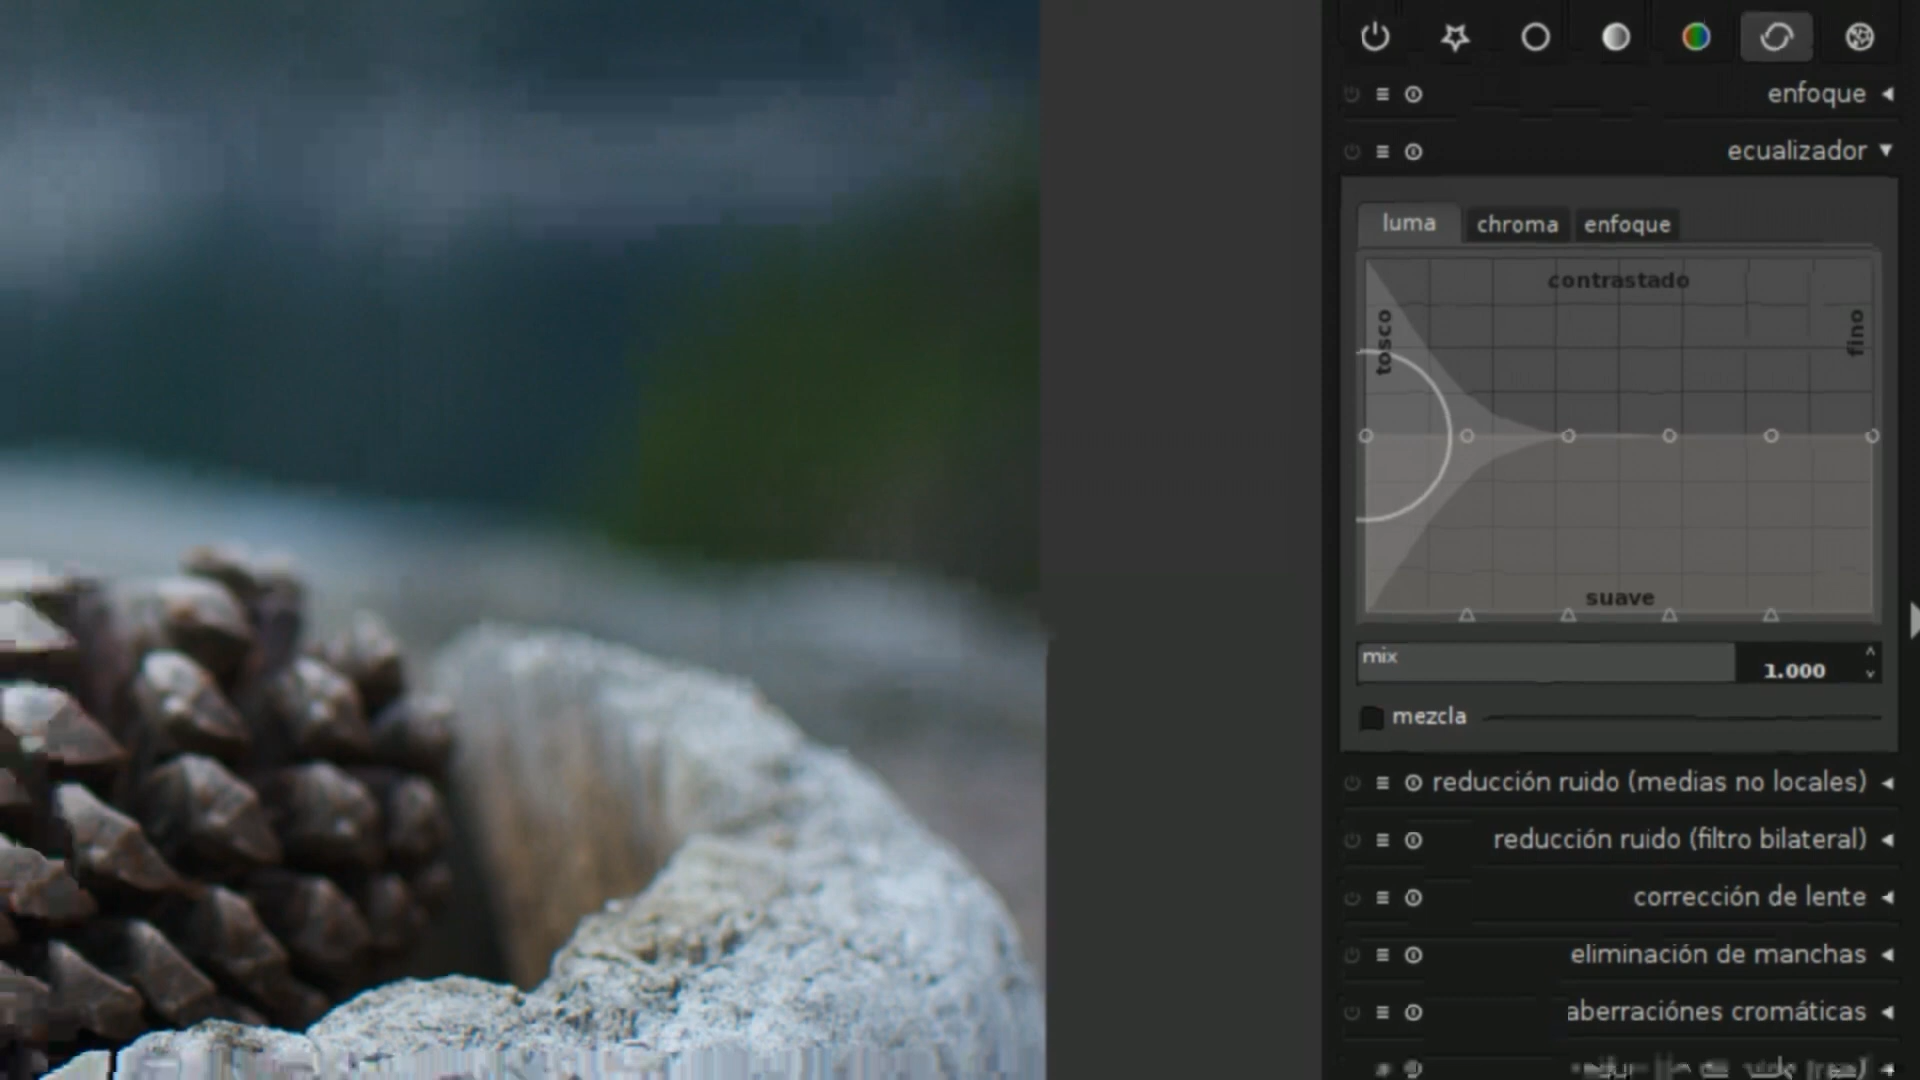 enfoque
ecualizador
luma chroma enfoque
contrastado
tosco
fino
suave
mix 1.000
mezcla
reducción ruido (medias no locales)
reducción ruido (filtro bilateral)
corrección de lente
eliminación de manchas
aberraciónes cromáticas